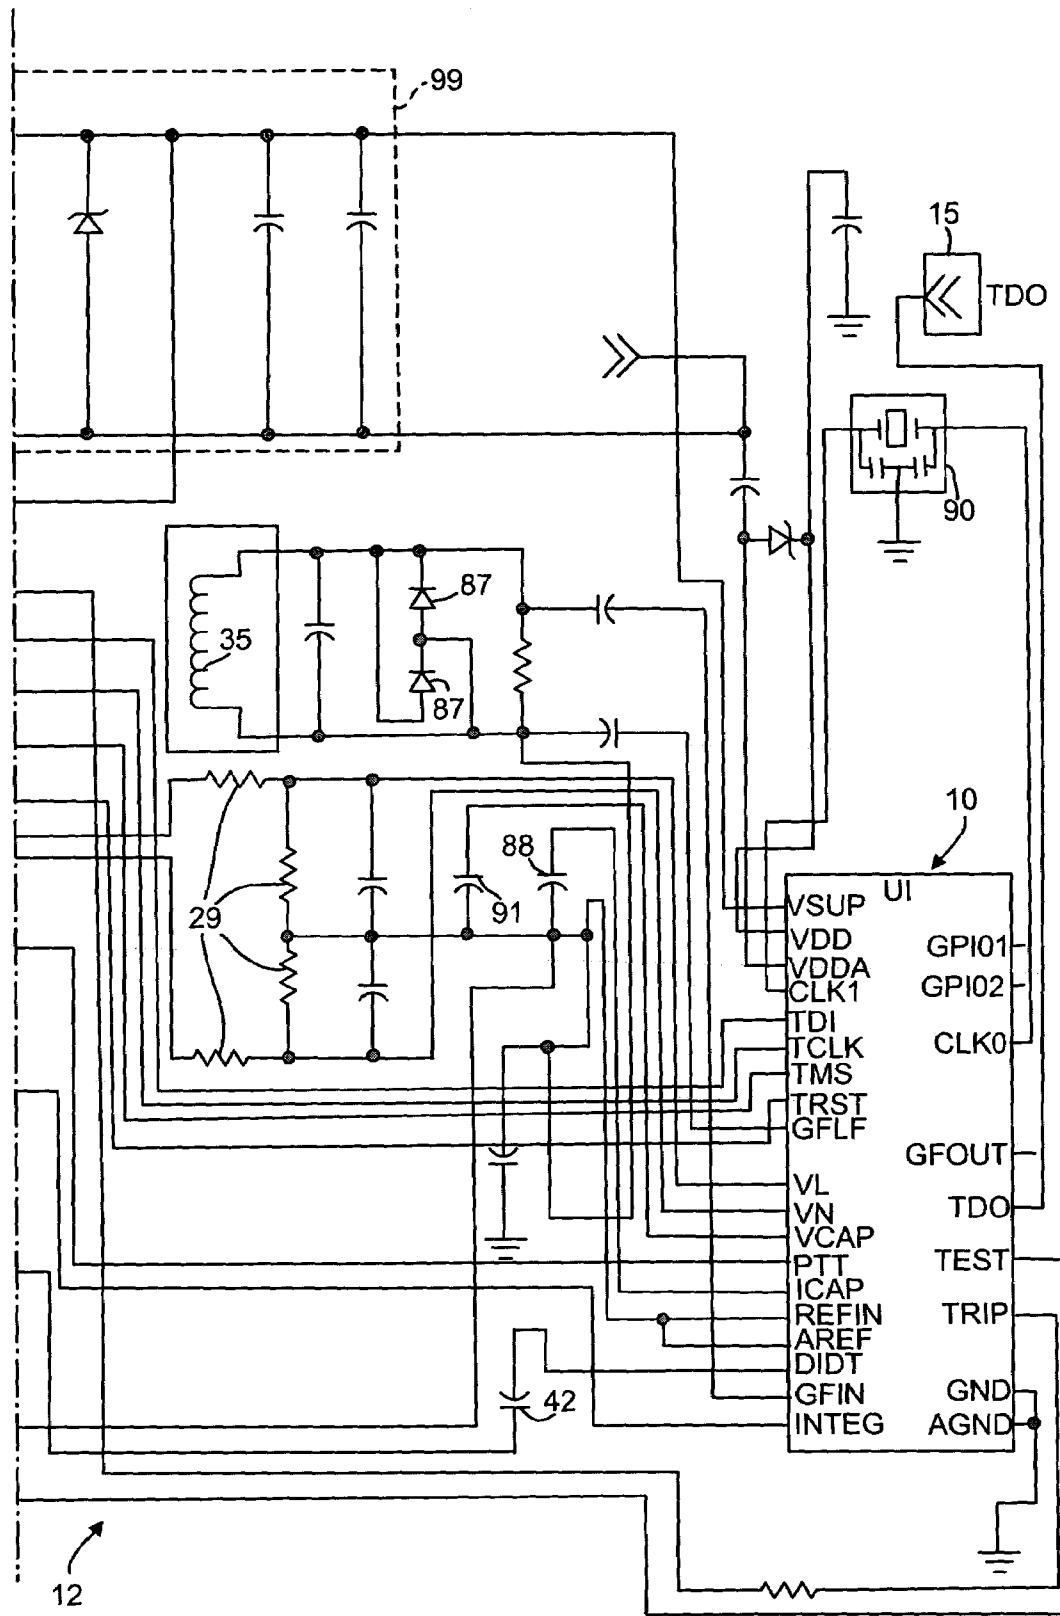 99
15
TDO
90
87
35
87
10
88
UI
91
29
VSUP
VDD
GPI01
VDDA
GPI02
CLK1
TDI
TCLK
CLK0
TMS
TRST
GFLF
GFOUT
VL
TDO
VN
VCAP
TEST
PTT
ICAP
REFIN
TRIP
AREF
DIDT
GFIN
GND
42
INTEG
AGND
12